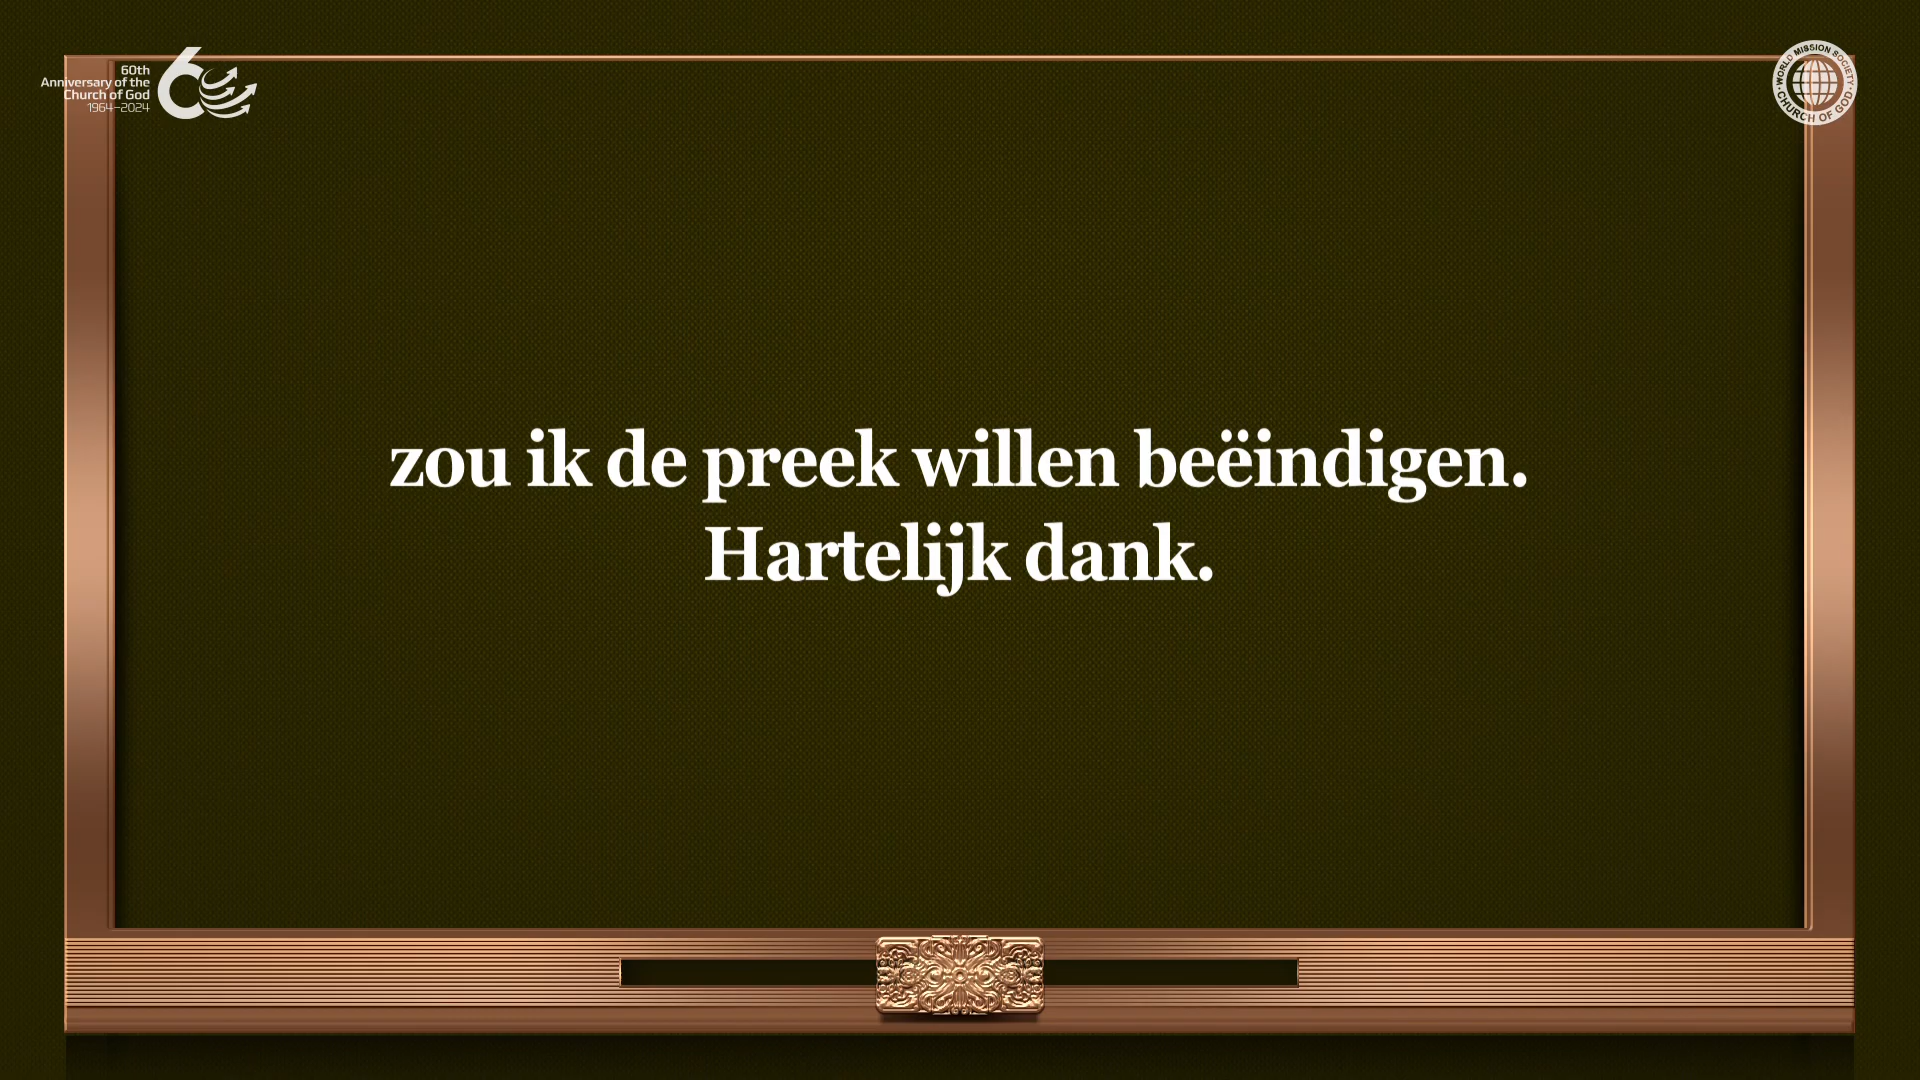 60th
Anniversary of the
Church of God
1964–2024
60
WORLD MISSION SOCIETY
CHURCH OF GOD
zou ik de preek willen beëindigen.
Hartelijk dank.